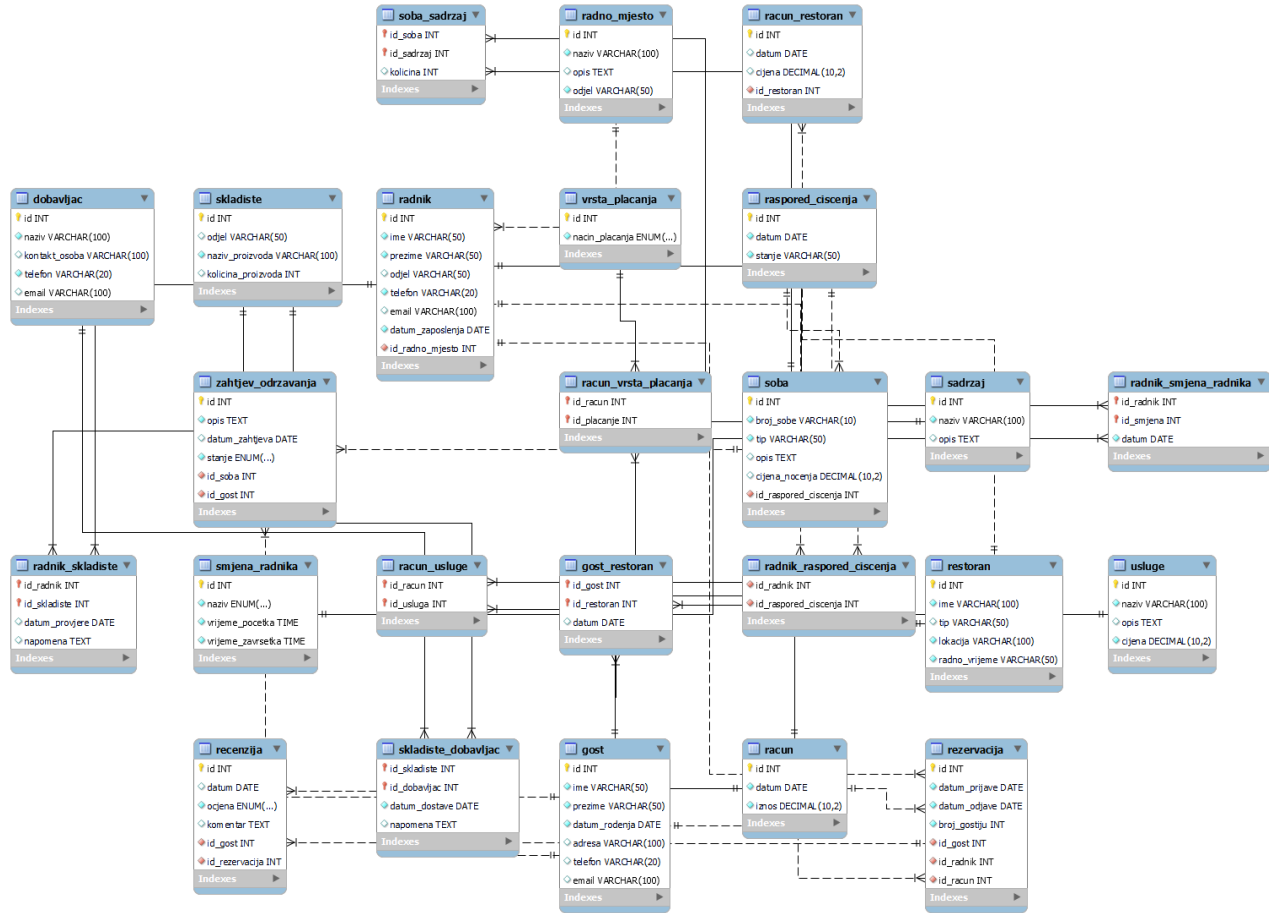 soba_sadrzaj
id_soba INT
id_sadrzaj INT
kolicina INT
Indexes
radno_mjesto
id INT
naziv VARCHAR(100)
opis TEXT
odjel VARCHAR(50)
Indexes
racun_restoran
id INT
datum DATE
cijena DECIMAL(10,2)
id_restoran INT
Indexes
dobavljac
id INT
naziv VARCHAR(100)
kontakt_osoba VARCHAR(100)
telefon VARCHAR(20)
email VARCHAR(100)
Indexes
skladiste
id INT
odjel VARCHAR(50)
naziv_proizvoda VARCHAR(100)
kolicina_proizvoda INT
Indexes
radnik
id INT
ime VARCHAR(50)
prezime VARCHAR(50)
odjel VARCHAR(50)
telefon VARCHAR(20)
email VARCHAR(100)
datum_zaposlenja DATE
id_radno_mjesto INT
Indexes
vrsta_placanja
id INT
nacin_placanja ENUM(...)
Indexes
raspored_ciscenja
id INT
datum DATE
stanje VARCHAR(50)
Indexes
zahtjev_odrzavanja
id INT
opis TEXT
datum_zahtjeva DATE
stanje ENUM(...)
id_soba INT
id_gost INT
Indexes
racun_vrsta_placanja
id_racun INT
id_placanje INT
Indexes
soba
id INT
broj_sobe VARCHAR(10)
tip VARCHAR(50)
opis TEXT
cijena_nocenja DECIMAL(10,2)
id_raspored_ciscenja INT
Indexes
sadrzaj
id INT
naziv VARCHAR(100)
opis TEXT
Indexes
radnik_smjena_radnika
id_radnik INT
id_smjena INT
datum DATE
Indexes
radnik_skladiste
id_radnik INT
id_skladiste INT
datum_provjere DATE
napomena TEXT
Indexes
smjena_radnika
id INT
naziv ENUM(...)
vrijeme_pocetka TIME
vrijeme_zavrsetka TIME
Indexes
racun_usluge
id_racun INT
id_usluga INT
Indexes
gost_restoran
id_gost INT
id_restoran INT
datum DATE
Indexes
radnik_raspored_ciscenja
id_radnik INT
id_raspored_ciscenja INT
Indexes
restoran
id INT
ime VARCHAR(100)
tip VARCHAR(50)
lokacija VARCHAR(100)
radno_vrijeme VARCHAR(50)
Indexes
usluge
id INT
naziv VARCHAR(100)
opis TEXT
cijena DECIMAL(10,2)
Indexes
recenzija
id INT
datum DATE
ocjena ENUM(...)
komentar TEXT
id_gost INT
id_rezervacija INT
Indexes
skladiste_dobavljac
id_skladiste INT
id_dobavljac INT
datum_dostave DATE
napomena TEXT
Indexes
gost
id INT
ime VARCHAR(50)
prezime VARCHAR(50)
datum_rodenja DATE
adresa VARCHAR(100)
telefon VARCHAR(20)
email VARCHAR(100)
Indexes
racun
id INT
datum DATE
iznos DECIMAL(10,2)
Indexes
rezervacija
id INT
datum_prijave DATE
datum_odjave DATE
broj_gostiju INT
id_gost INT
id_radnik INT
id_racun INT
Indexes